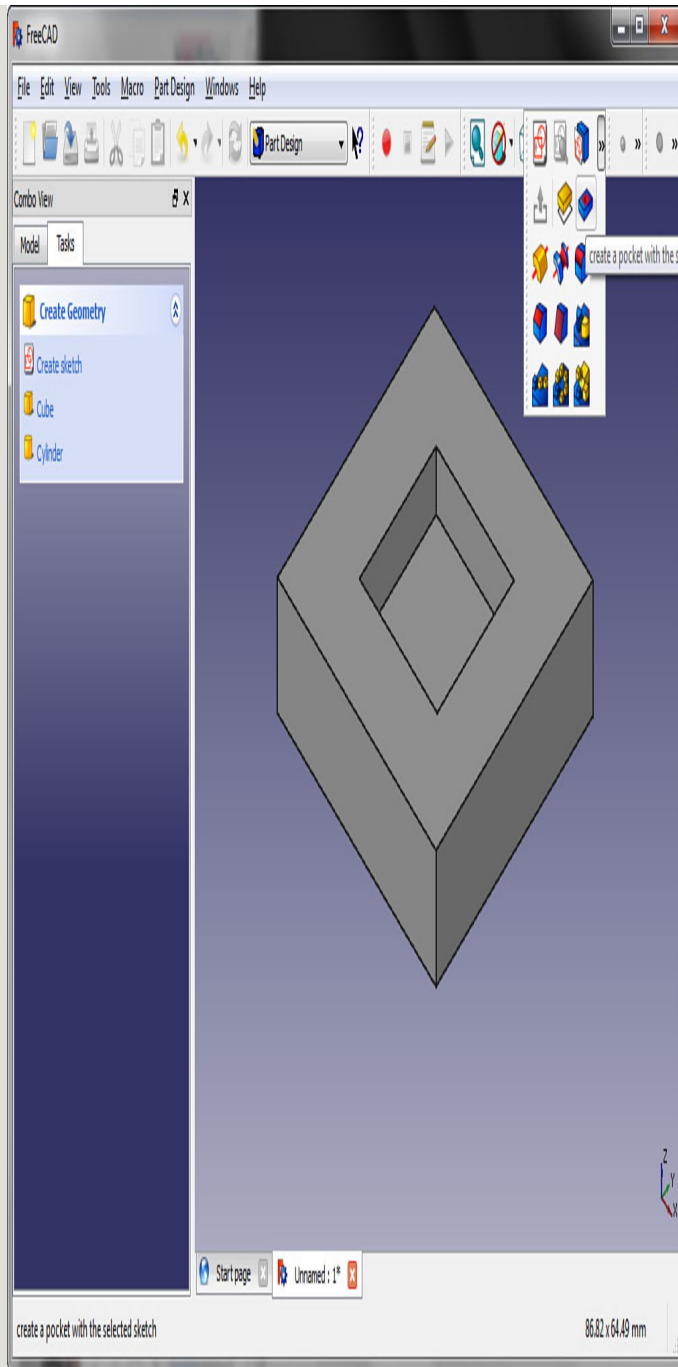 FreeCAD
File Edit View Tools Macro Part Design Windows Help
Part Design
Combo View
Model Tasks
create a pocket with the s
Create Geometry
Create sketch
Cube
Cylinder
Z
Y
X
Start page Unnamed : 1*
create a pocket with the selected sketch 86.82 x 64.49 mm